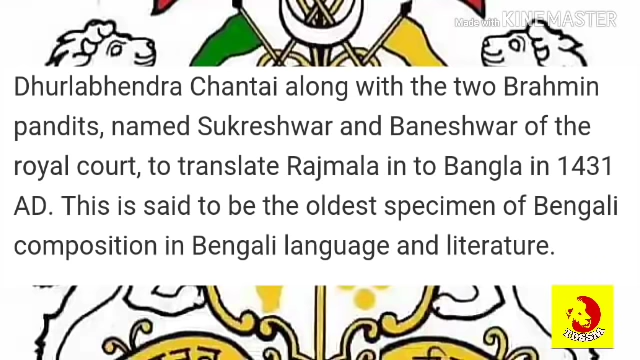 Made with KINEMASTER
Dhurlabhendra Chantai along with the two Brahmin
pandits, named Sukreshwar and Baneshwar of the
royal court, to translate Rajmala in to Bangla in 1431
AD. This is said to be the oldest specimen of Bengali
composition in Bengali language and literature.